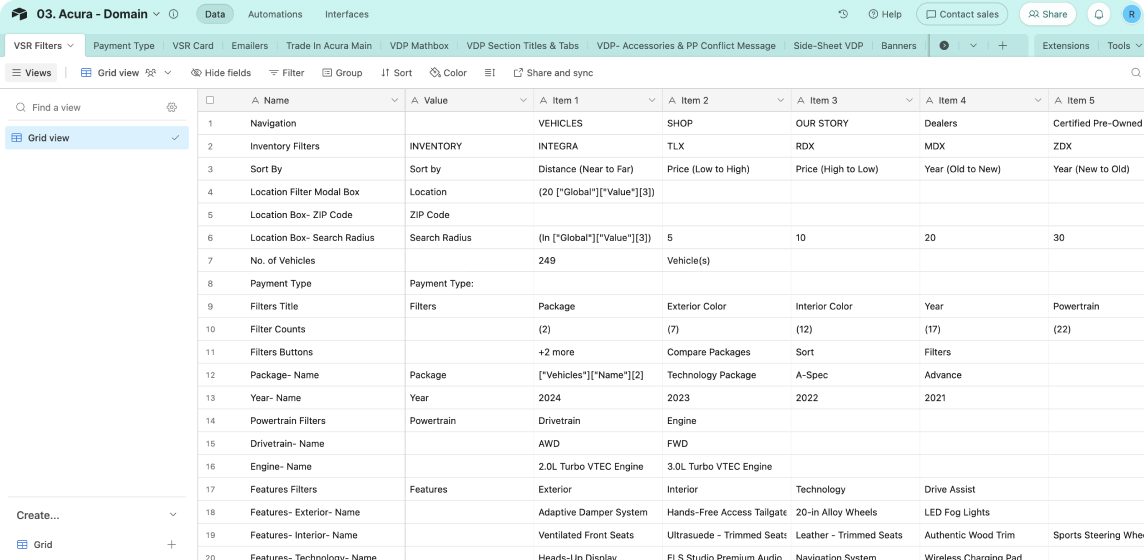 03. Acura - Domain Data Automations Interfaces Help Contact sales Share R
VSR Filters Payment Type VSR Card Emailers Trade In Acura Main VDP Mathbox VDP Section Titles & Tabs VDP- Accessories & PP Conflict Message Side-Sheet VDP Banners Extensions Tools
Views Grid view Hide fields Filter Group Sort Color Share and sync
Find a view
Grid view
Create...
Grid
Name Value Item 1 Item 2 Item 3 Item 4 Item 5
1 Navigation VEHICLES SHOP OUR STORY Dealers Certified Pre-Owned
2 Inventory Filters INVENTORY INTEGRA TLX RDX MDX ZDX
3 Sort By Sort by Distance (Near to Far) Price (Low to High) Price (High to Low) Year (Old to New) Year (New to Old)
4 Location Filter Modal Box Location (20 ["Global"]["Value"][3])
5 Location Box- ZIP Code ZIP Code
6 Location Box- Search Radius Search Radius (In ["Global"]["Value"][3]) 5 10 20 30
7 No. of Vehicles 249 Vehicle(s)
8 Payment Type Payment Type:
9 Filters Title Filters Package Exterior Color Interior Color Year Powertrain
10 Filter Counts (2) (7) (12) (17) (22)
11 Filters Buttons +2 more Compare Packages Sort Filters
12 Package- Name Package ["Vehicles"]["Name"][2] Technology Package A-Spec Advance
13 Year- Name Year 2024 2023 2022 2021
14 Powertrain Filters Powertrain Drivetrain Engine
15 Drivetrain- Name AWD FWD
16 Engine- Name 2.0L Turbo VTEC Engine 3.0L Turbo VTEC Engine
17 Features Filters Features Exterior Interior Technology Drive Assist
18 Features- Exterior- Name Adaptive Damper System Hands-Free Access Tailgate 20-in Alloy Wheels LED Fog Lights
19 Features- Interior- Name Ventilated Front Seats Ultrasuede - Trimmed Seats Leather - Trimmed Seats Authentic Wood Trim Sports Steering Whe
20 Features- Technology- Name Heads-Up Display ELS Studio Premium Audio Navigation System Wireless Charging Pad